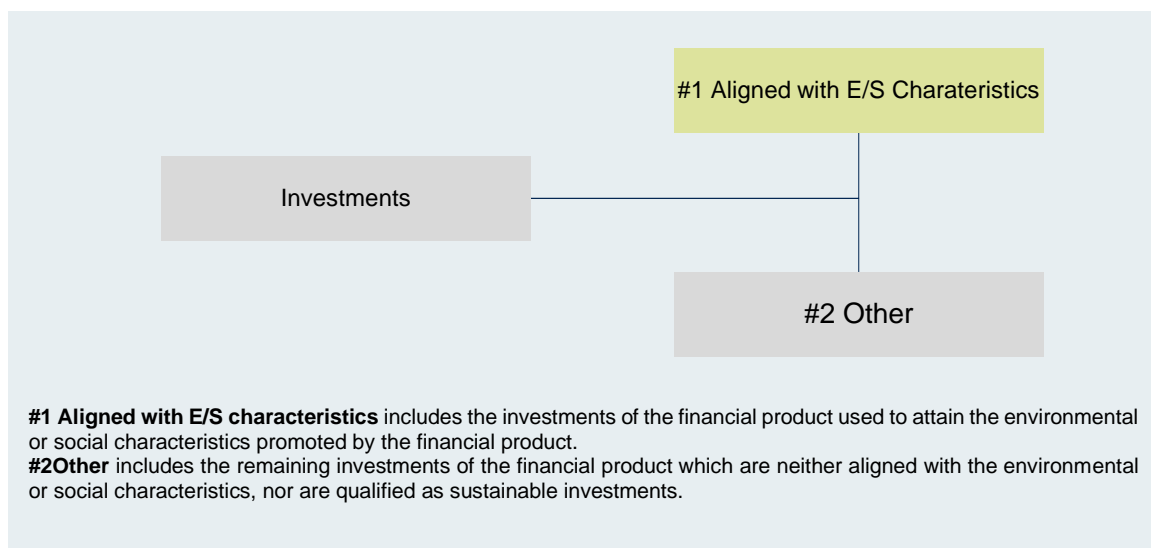 #1 Aligned with E/S Charateristics
Investments
#2 Other
#1 Aligned with E/S characteristics includes the investments of the financial product used to attain the environmental
or social characteristics promoted by the financial product.
#2Other includes the remaining investments of the financial product which are neither aligned with the environmental
or social characteristics, nor are qualified as sustainable investments.